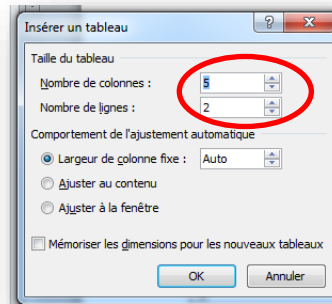 Insérer un tableau
Taille du tableau
Nombre de colonnes : 5
Nombre de lignes : 2
Comportement de l'ajustement automatique
Largeur de colonne fixe : Auto
Ajuster au contenu
Ajuster à la fenêtre
Mémoriser les dimensions pour les nouveaux tableaux
OK Annuler